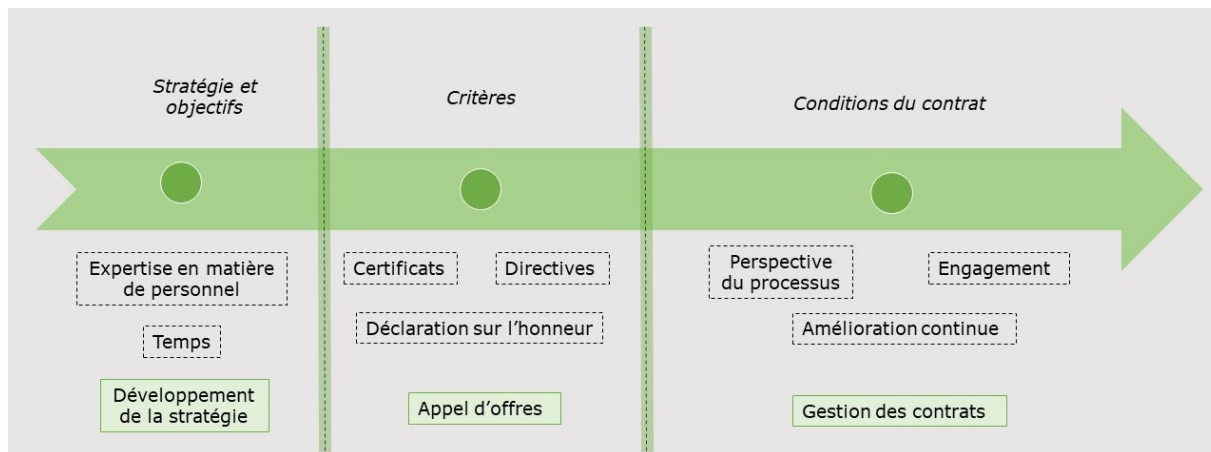 Stratégie et
objectifs
Critères
Conditions du contrat
Expertise en matière
de personnel
Certificats
Directives
Perspective
du processus
Engagement
Temps
Déclaration sur l’honneur
Amélioration continue
Développement
de la stratégie
Appel d’offres
Gestion des contrats